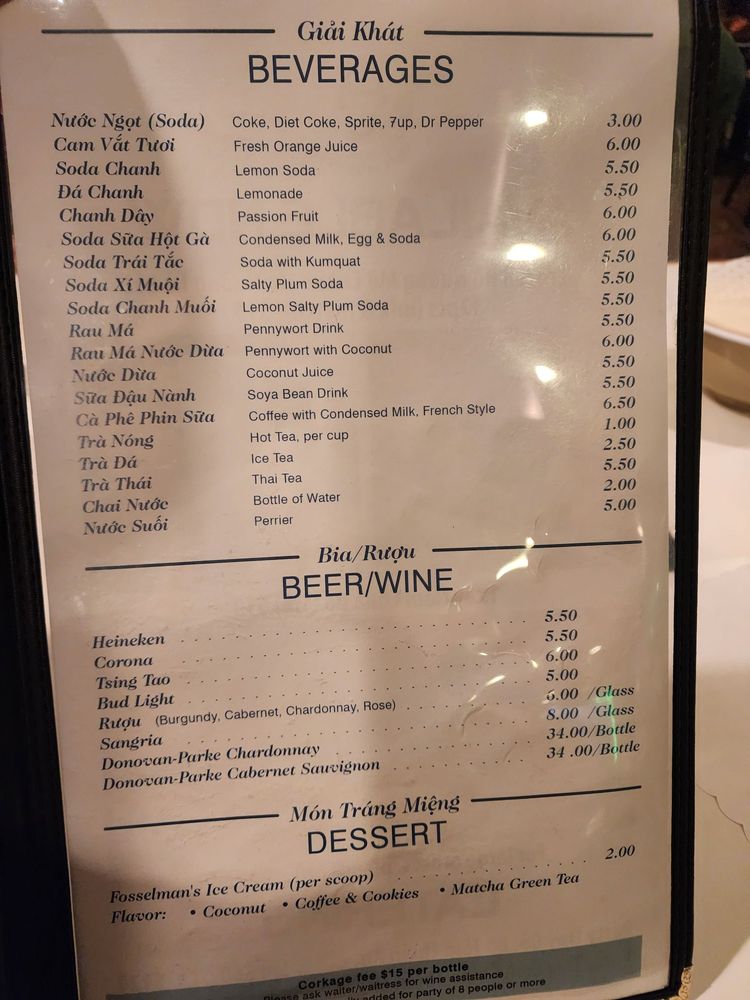 Giải Khát
BEVERAGES
Nước Ngọt (Soda) Coke, Diet Coke, Sprite, 7up, Dr Pepper 3.00
Cam Vắt Tươi Fresh Orange Juice 6.00
Soda Chanh Lemon Soda 5.50
Đá Chanh Lemonade 5.50
Chanh Dây Passion Fruit 6.00
Soda Sữa Hột Gà Condensed Milk, Egg & Soda 6.00
Soda Trái Tắc Soda with Kumquat 5.50
Soda Xí Muội Salty Plum Soda 5.50
Soda Chanh Muối Lemon Salty Plum Soda 5.50
Rau Má Pennywort Drink 5.50
Rau Má Nước Dừa Pennywort with Coconut 6.00
Nước Dừa Coconut Juice 5.50
Sữa Đậu Nành Soya Bean Drink 5.50
Cà Phê Phin Sữa Coffee with Condensed Milk, French Style 6.50
Trà Nóng Hot Tea, per cup 1.00
Trà Đá Ice Tea 2.50
Trà Thái Thai Tea 5.50
Chai Nước Bottle of Water 2.00
Nước Suối Perrier 5.00
Bia/Rượu
BEER/WINE
Heineken 5.50
Corona 5.50
Tsing Tao 6.00
Bud Light 5.00
Rượu (Burgundy, Cabernet, Chardonnay, Rose) 6.00 /Glass
Sangria 8.00 /Glass
Donovan-Parke Chardonnay 34.00/Bottle
Donovan-Parke Cabernet Sauvignon 34 .00/Bottle
Món Tráng Miệng
DESSERT
Fosselman's Ice Cream (per scoop) 2.00
Flavor: • Coconut • Coffee & Cookies • Matcha Green Tea
Corkage fee $15 per bottle
Please ask waiter/waitress for wine assistance
added for party of 8 people or more